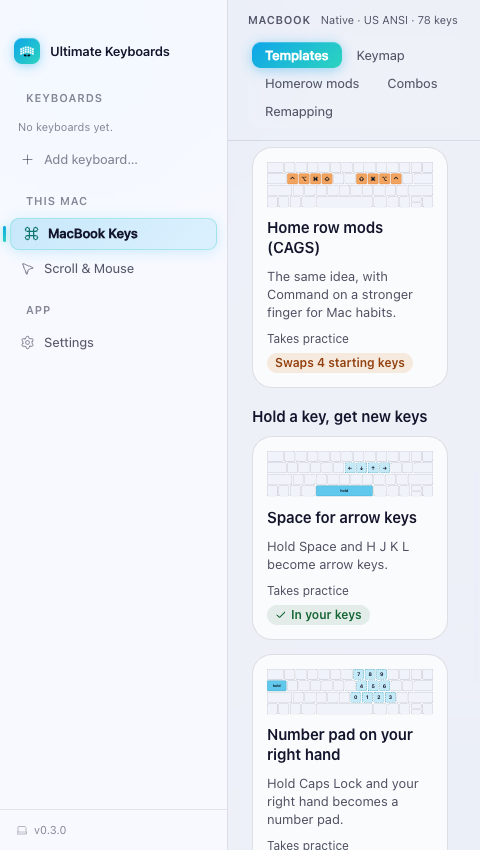 Ultimate Keyboards
KEYBOARDS
No keyboards yet.
Add keyboard...
THIS MAC
MacBook Keys
Scroll & Mouse
APP
Settings
v0.3.0
MACBOOK Native · US ANSI · 78 keys
Templates Keymap
Homerow mods Combos
Remapping
Home row mods
(CAGS)
The same idea, with
Command on a stronger
finger for Mac habits.
Takes practice
Swaps 4 starting keys
Hold a key, get new keys
hold
Space for arrow keys
Hold Space and H J K L
become arrow keys.
Takes practice
In your keys
7 8 9
hold 4 5 6
0 1 2 3
Number pad on your
right hand
Hold Caps Lock and your
right hand becomes a
number pad.
Takes practice